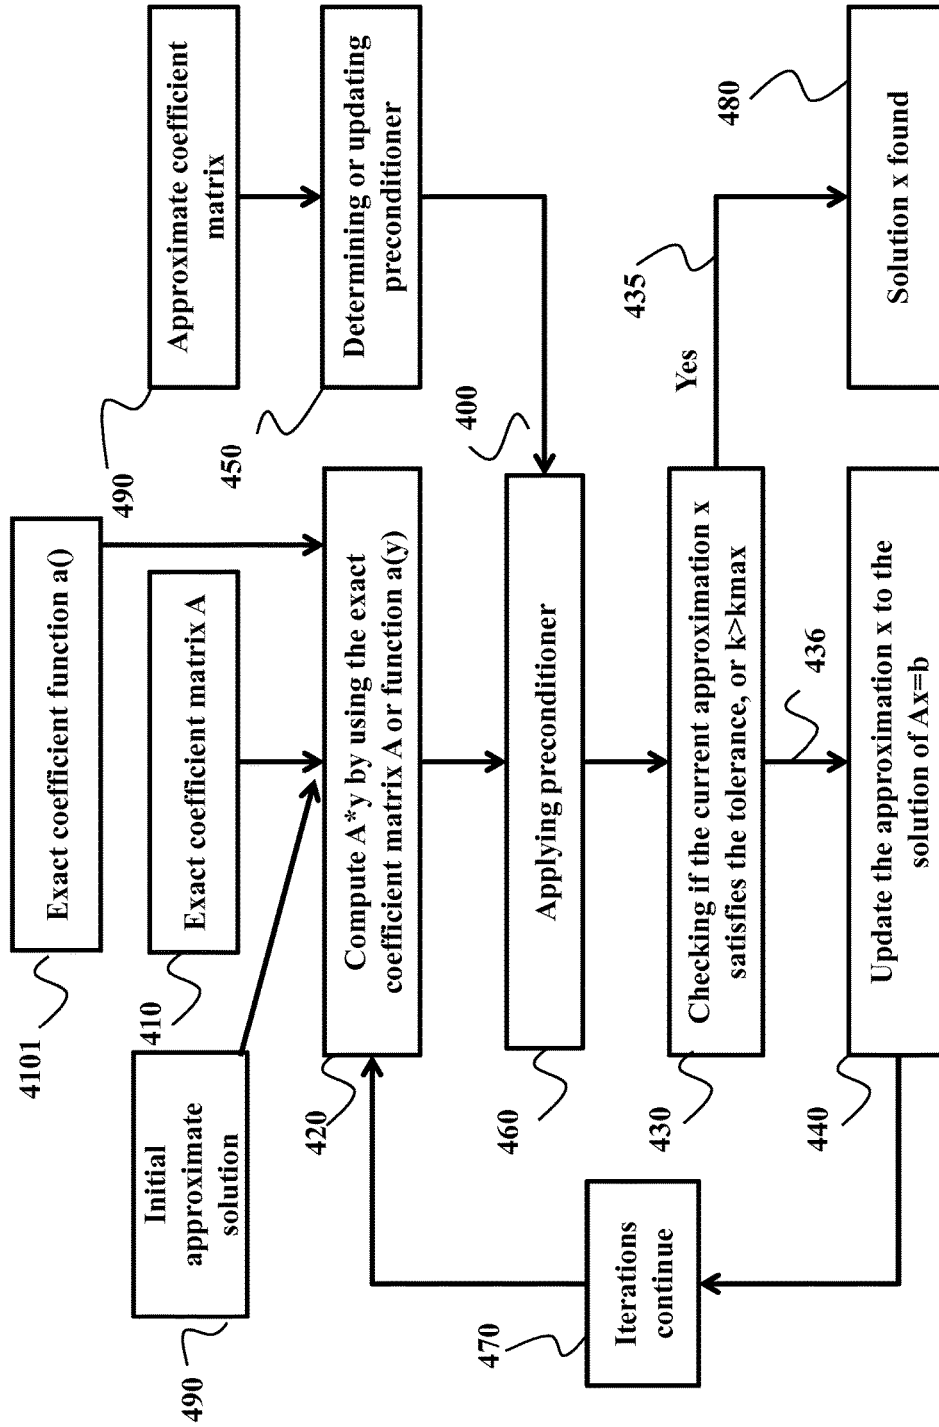 4101
Exact coefficient function a()
490
Initial
approximate
solution
410
Exact coefficient matrix A
490
Approximate coefficient
matrix
420
Compute A*y by using the exact
coefficient matrix A or function a(y)
450
Determining or updating
preconditioner
400
460
Applying preconditioner
470
Iterations
continue
430
Checking if the current approximation x
satisfies the tolerance, or k>kmax
Yes
435
436
440
Update the approximation x to the
solution of Ax=b
480
Solution x found